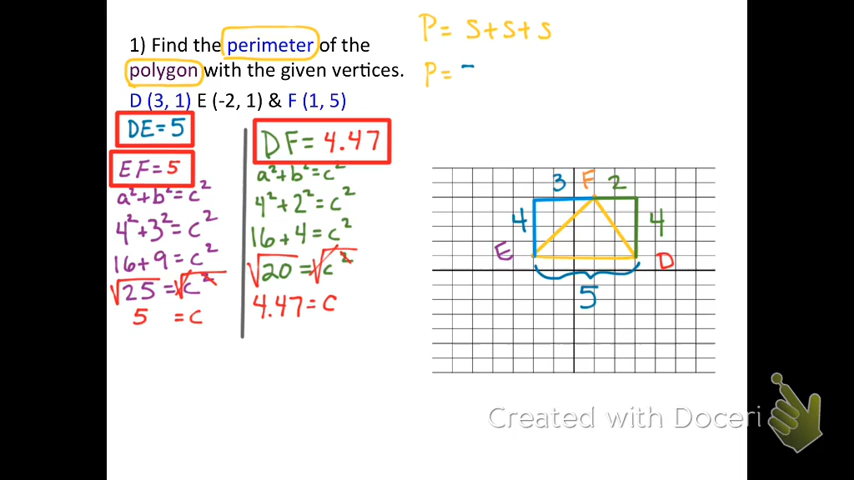 P = S+S+S
1) Find the perimeter of the
polygon with the given vertices.
P =
D (3, 1) E (-2, 1) & F (1, 5)
DE = 5
EF = 5
a²+b²=c²
4²+3²=c²
16+9=c²
√25=√c²
5 =c
DF = 4.47
a²+b²=c²
4²+2²=c²
16+4=c²
√20=√c²
4.47=c
3 F 2
4 4
E D
5
Created with Doceri